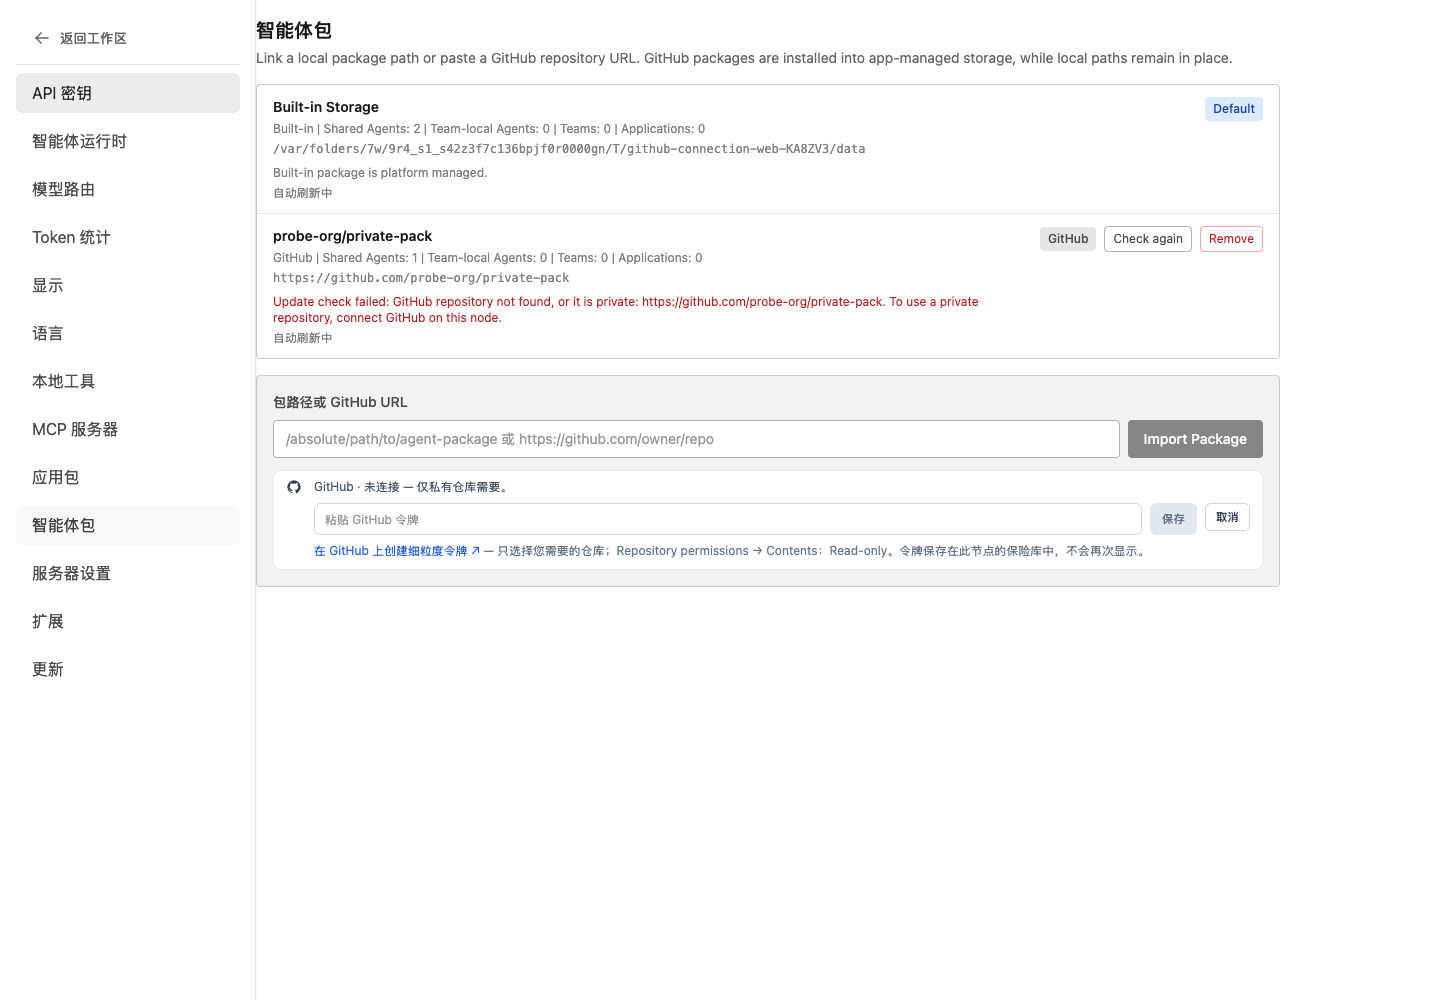 返回工作区
API 密钥
智能体运行时
模型路由
Token 统计
显示
语言
本地工具
MCP 服务器
应用包
智能体包
服务器设置
扩展
更新
智能体包
Link a local package path or paste a GitHub repository URL. GitHub packages are installed into app-managed storage, while local paths remain in place.
Built-in Storage
Default
Built-in | Shared Agents: 2 | Team-local Agents: 0 | Teams: 0 | Applications: 0
/var/folders/7w/9r4_s1_s42z3f7c136bpjf0r0000gn/T/github-connection-web-KA8ZV3/data
Built-in package is platform managed.
自动刷新中
probe-org/private-pack
GitHub
Check again
Remove
GitHub | Shared Agents: 1 | Team-local Agents: 0 | Teams: 0 | Applications: 0
https://github.com/probe-org/private-pack
Update check failed: GitHub repository not found, or it is private: https://github.com/probe-org/private-pack. To use a private
repository, connect GitHub on this node.
自动刷新中
包路径或 GitHub URL
/absolute/path/to/agent-package 或 https://github.com/owner/repo
Import Package
GitHub · 未连接 — 仅私有仓库需要。
粘贴 GitHub 令牌
保存
取消
在 GitHub 上创建细粒度令牌 ↗ — 只选择您需要的仓库；Repository permissions → Contents：Read-only。令牌保存在此节点的保险库中，不会再次显示。